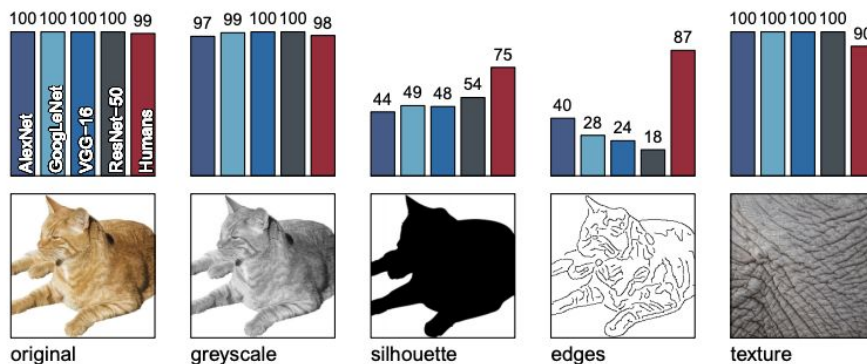 100 100 100 100 99
AlexNet
GoogLeNet
VGG-16
ResNet-50
Humans
original
97 99 100 100 98
greyscale
44 49 48 54 75
silhouette
40 28 24 18 87
edges
100 100 100 100 90
texture